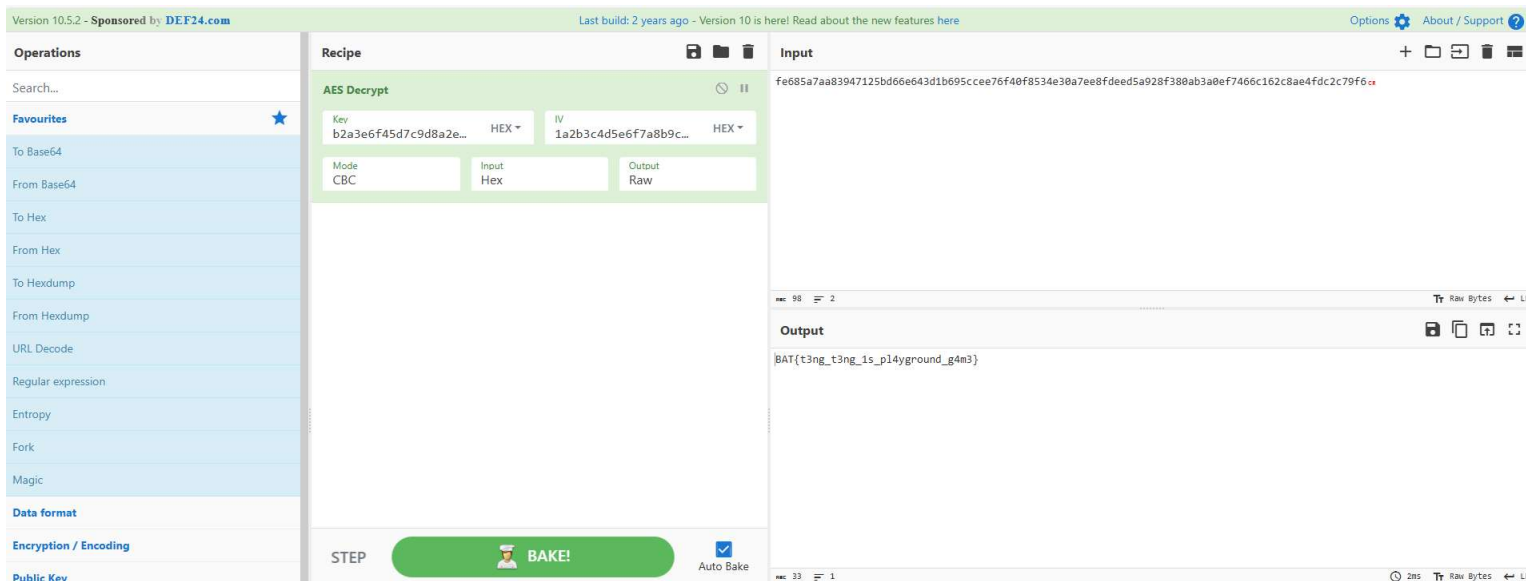 Version 10.5.2 - Sponsored by DEF24.com
Last build: 2 years ago - Version 10 is here! Read about the new features here
Options
About / Support
Operations
Search...
Favourites
To Base64
From Base64
To Hex
From Hex
To Hexdump
From Hexdump
URL Decode
Regular expression
Entropy
Fork
Magic
Data format
Encryption / Encoding
Public Key
Recipe
AES Decrypt
Key
b2a3e6f45d7c9d8a2e...
HEX
IV
1a2b3c4d5e6f7a8b9c...
HEX
Mode
CBC
Input
Hex
Output
Raw
STEP
BAKE!
Auto Bake
Input
fe685a7aa83947125bd66e643d1b695ccee76f40f8534e30a7ee8fdeed5a928f380ab3a0ef7466c162c8ae4fdc2c79f6CR
98
2
Raw Bytes
Output
BAT{t3ng_t3ng_1s_pl4yground_g4m3}
33
1
2ms
Raw Bytes